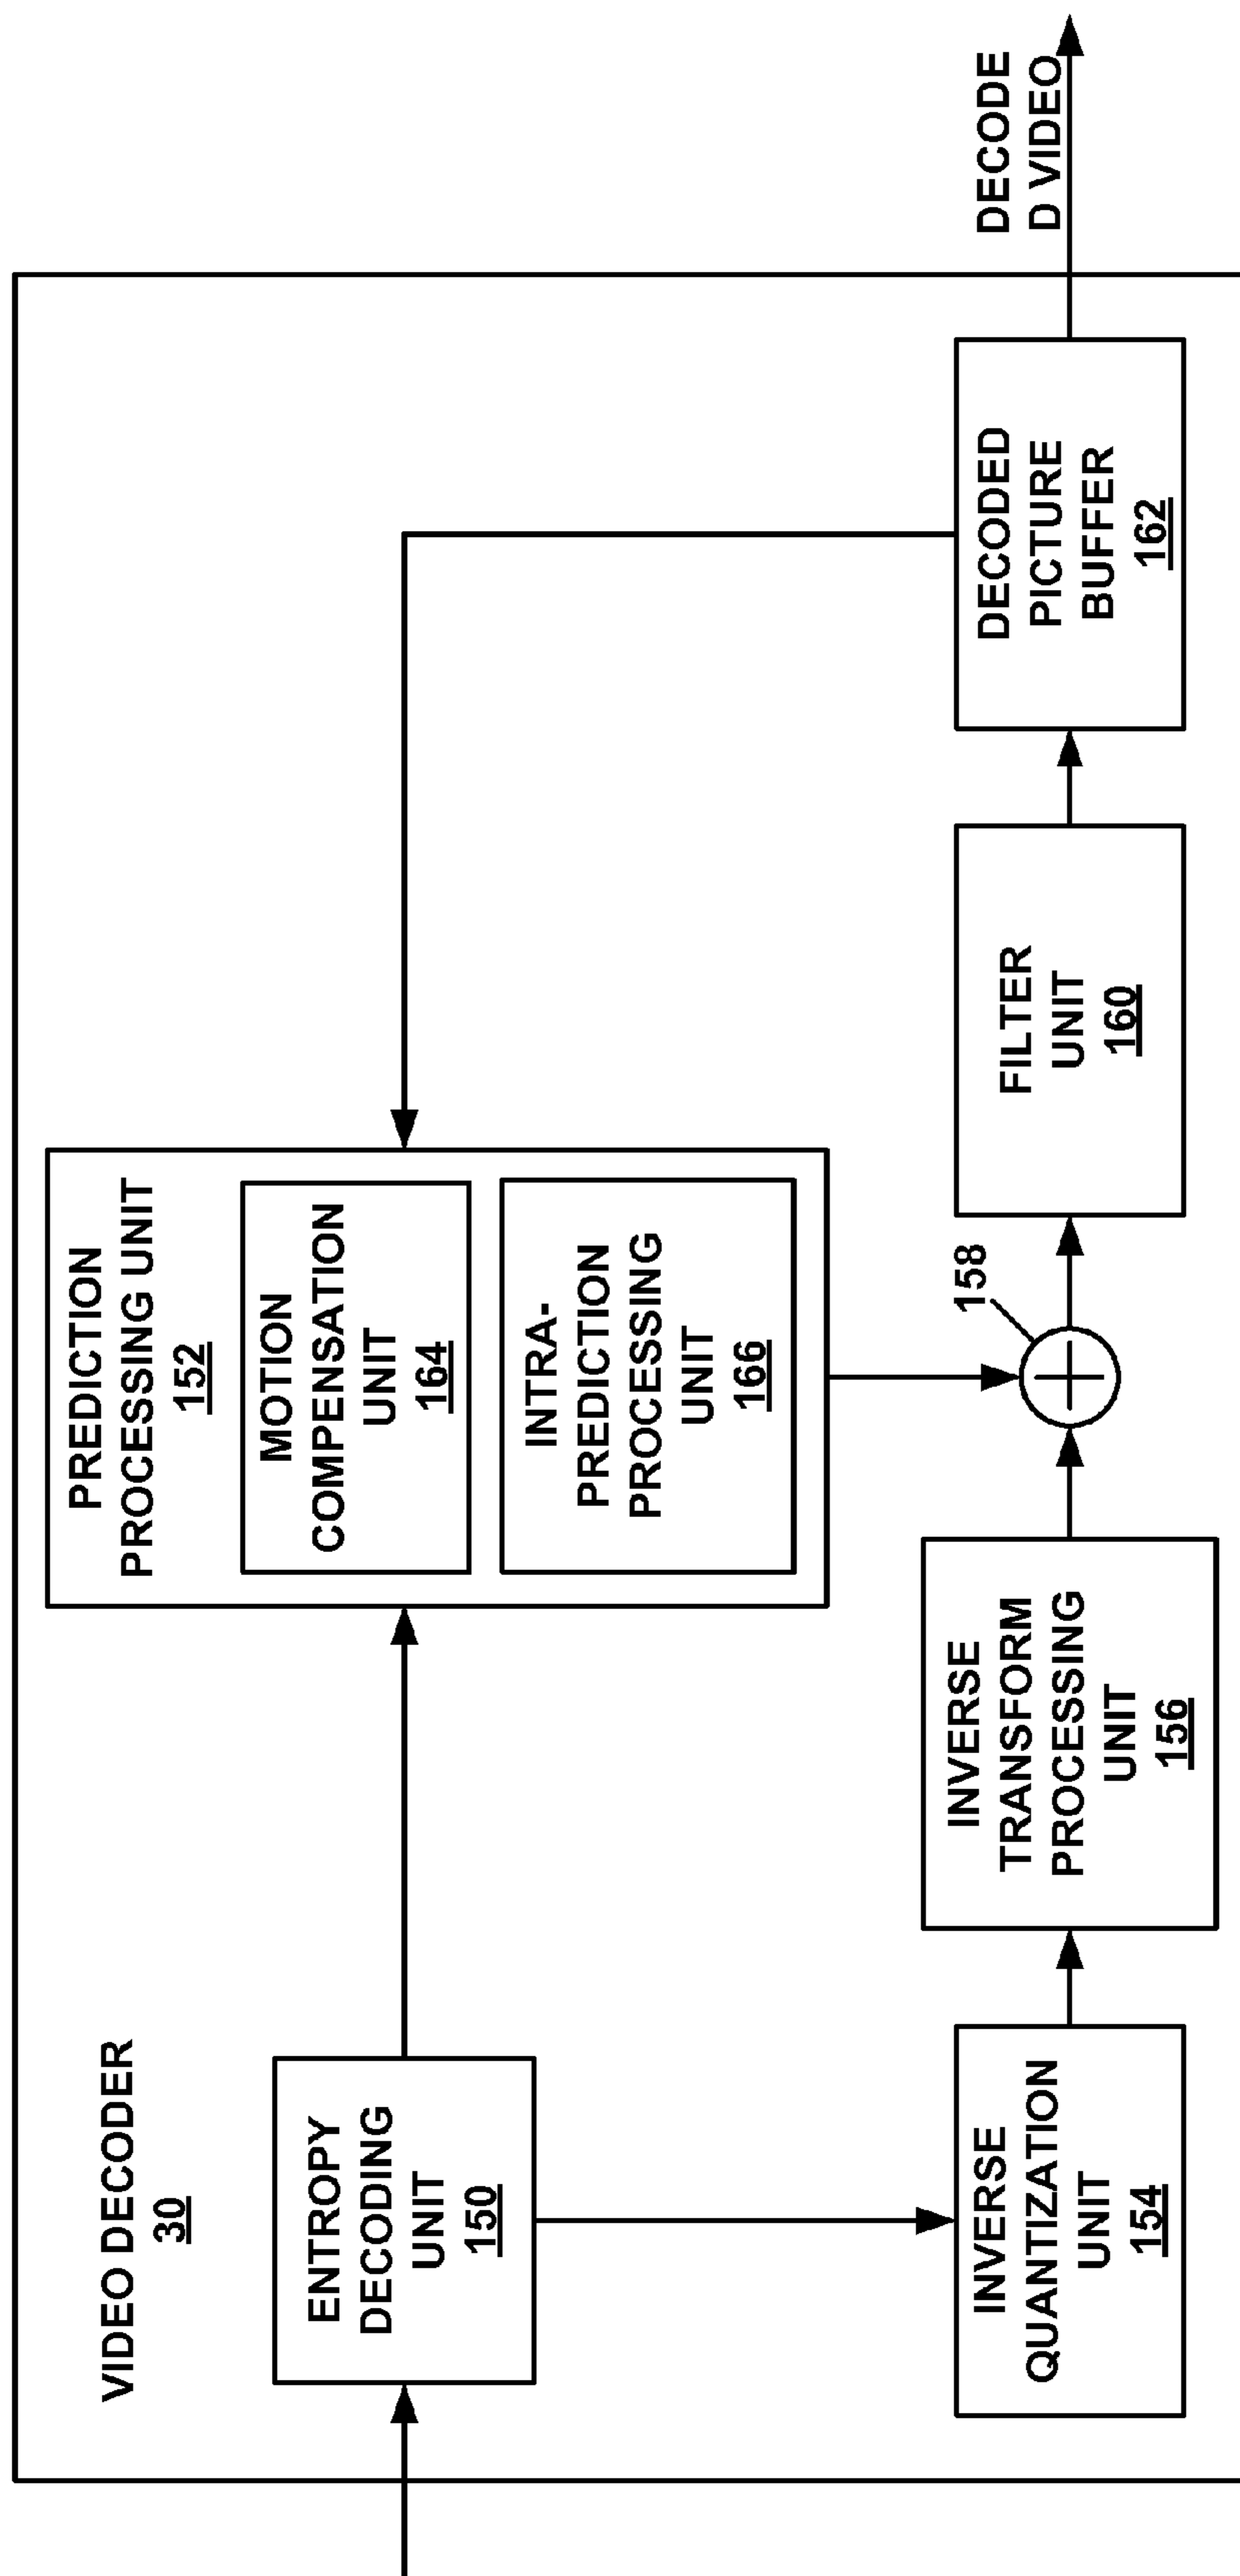 VIDEO DECODER
30
ENTROPY
DECODING
UNIT
150
PREDICTION
PROCESSING UNIT
152
MOTION
COMPENSATION
UNIT
164
INTRA-
PREDICTION
PROCESSING
UNIT
166
INVERSE
QUANTIZATION
UNIT
154
INVERSE
TRANSFORM
PROCESSING
UNIT
156
158
FILTER
UNIT
160
DECODED
PICTURE
BUFFER
162
DECODE
D VIDEO